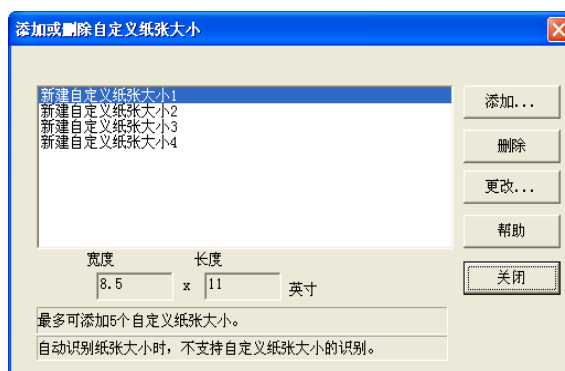 添加或删除自定义纸张大小
新建自定义纸张大小1
新建自定义纸张大小2
新建自定义纸张大小3
新建自定义纸张大小4
添加...
删除
更改...
帮助
关闭
宽度 长度
8.5 x 11 英寸
最多可添加5个自定义纸张大小。
自动识别纸张大小时，不支持自定义纸张大小的识别。